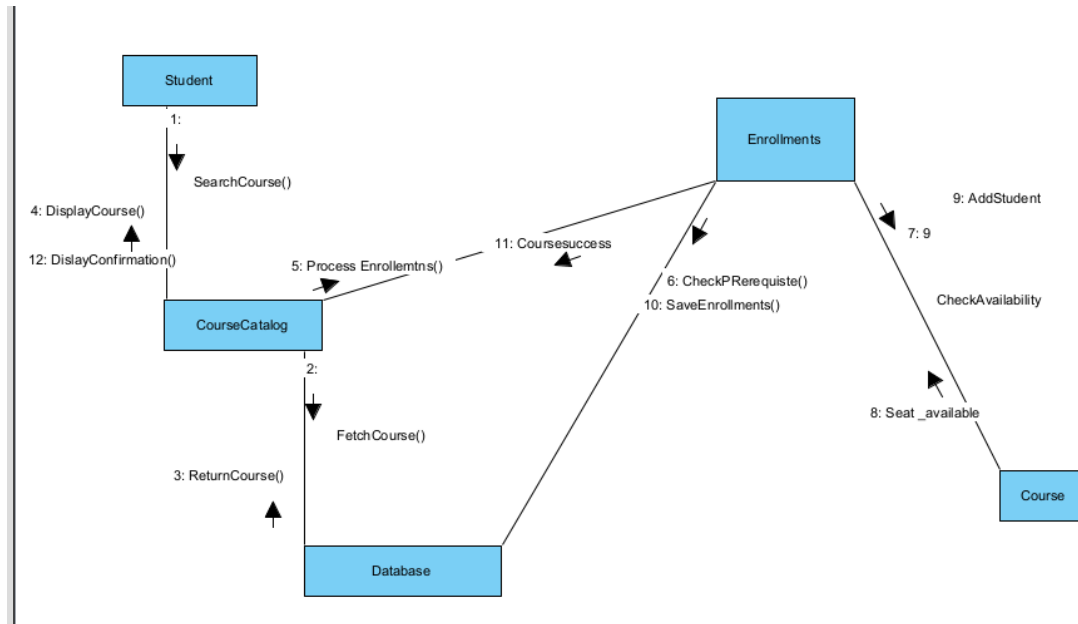 Student
1:
SearchCourse()
4: DisplayCourse()
12: DislayConfirmation()
Enrollments
9: AddStudent
7: 9
11: Coursesuccess
5: Process Enrollemtns()
6: CheckPRerequiste()
10: SaveEnrollments()
CheckAvailability
CourseCatalog
2:
FetchCourse()
8: Seat _available
3: ReturnCourse()
Course
Database